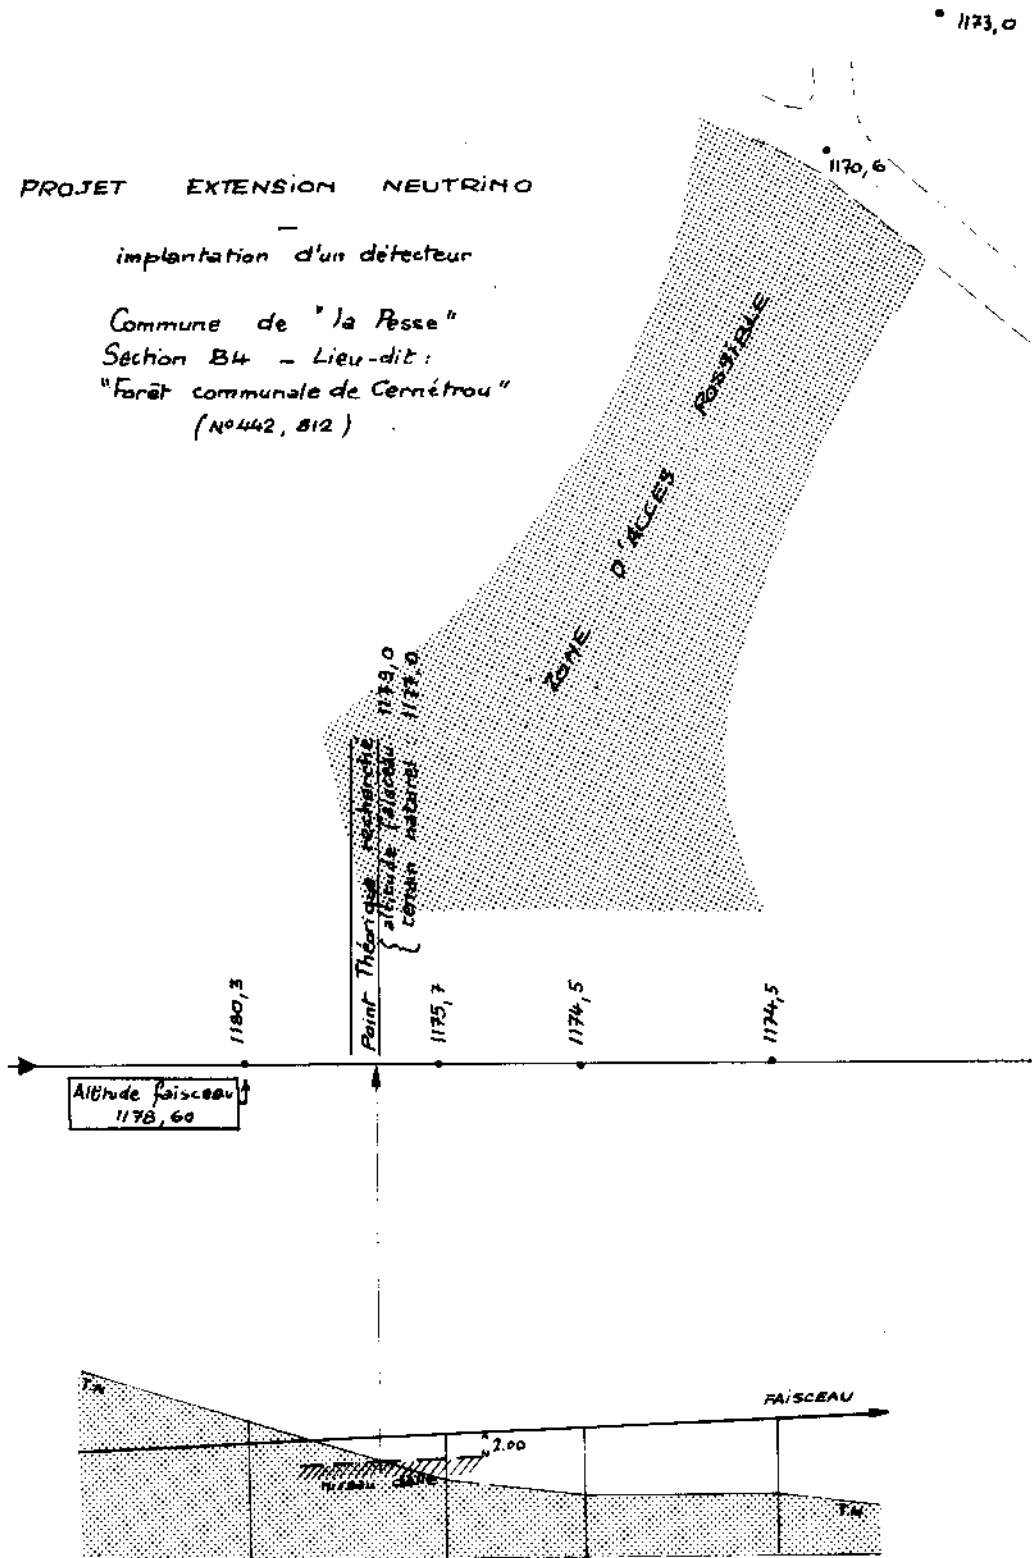 1173,0
1170,6
PROJET EXTENSION NEUTRINO
implantation d'un détecteur
Commune de "la Pesse"
Section B4 - Lieu-dit :
"Forêt communale de Cernétrou"
(N° 442, 812)
ZONE D'ACCES POSSIBLE
Point Théorique recherché
altitude faisceau 1179,0
terrain naturel : 1177,0
1180,3
1175,7
1174,5
1174,5
Altitude faisceau
1178,60
T.N
FAISCEAU
2.00
niveau dalle
T.N